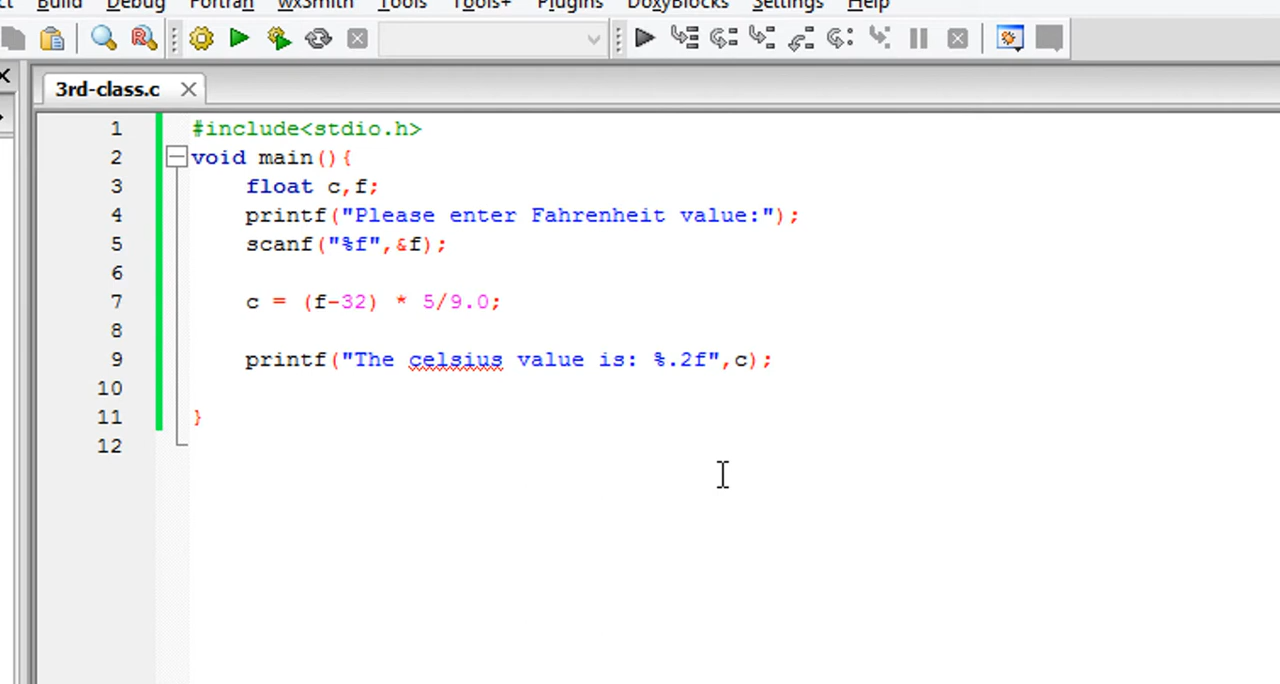 ct Build Debug Fortran wxSmith Tools Tools+ Plugins DoxyBlocks Settings Help
3rd-class.c
1 #include<stdio.h>
2 void main(){
3 float c,f;
4 printf("Please enter Fahrenheit value:");
5 scanf("%f",&f);
6
7 c = (f-32) * 5/9.0;
8
9 printf("The celsius value is: %.2f",c);
10
11 }
12